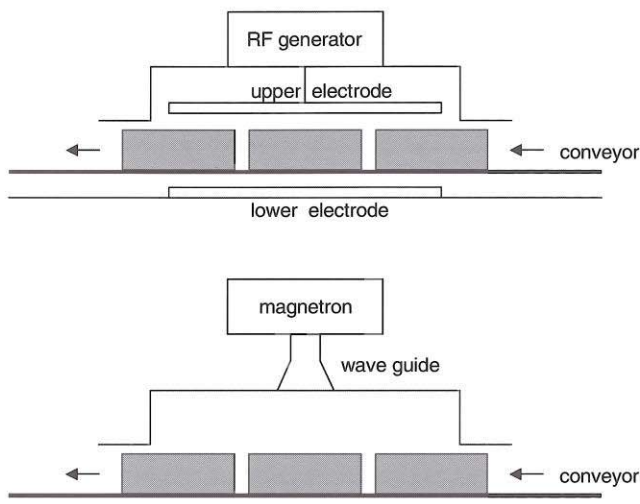 RF generator
upper electrode
conveyor
lower electrode
magnetron
wave guide
conveyor